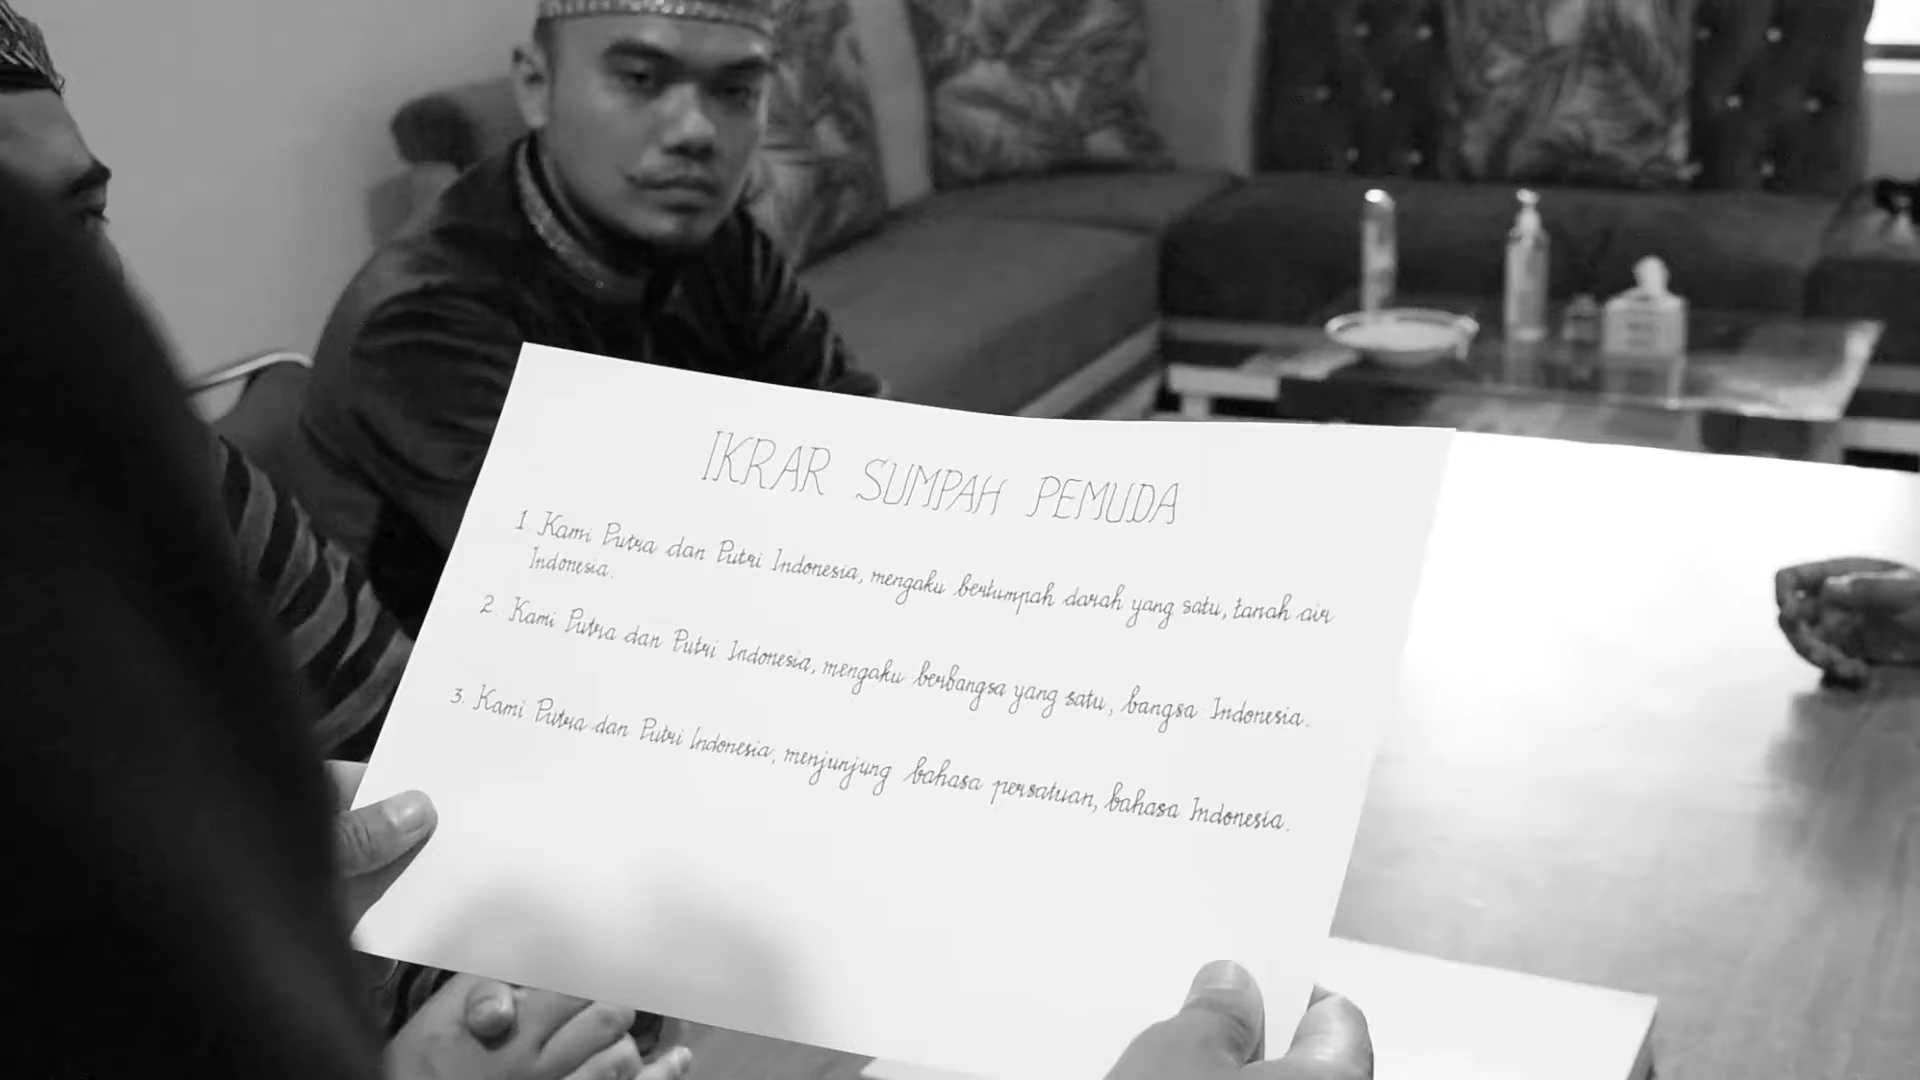 IKRAR SUMPAH PEMUDA
1. Kami Putra dan Putri Indonesia, mengaku bertumpah darah yang satu, tanah air
Indonesia.
2. Kami Putra dan Putri Indonesia, mengaku berbangsa yang satu, bangsa Indonesia.
3. Kami Putra dan Putri Indonesia, menjunjung bahasa persatuan, bahasa Indonesia.